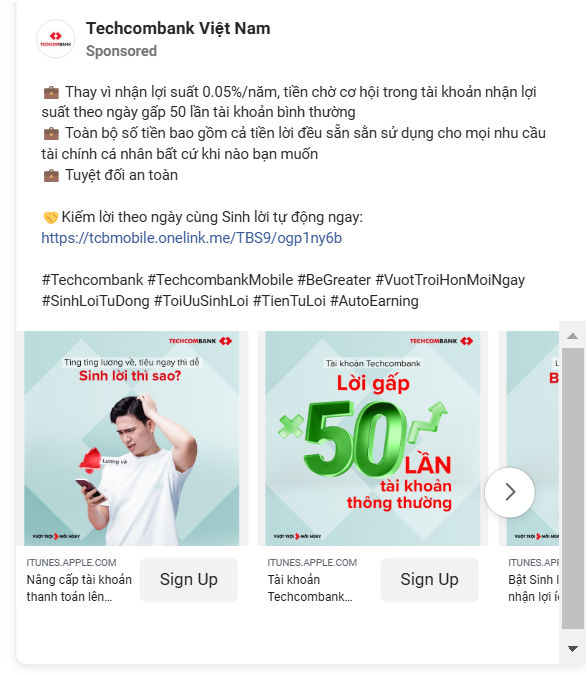 Techcombank Việt Nam
Sponsored
TECHCOMBANK
💼 Thay vì nhận lợi suất 0.05%/năm, tiền chờ cơ hội trong tài khoản nhận lợi
suất theo ngày gấp 50 lần tài khoản bình thường
💼 Toàn bộ số tiền bao gồm cả tiền lời đều sẵn sằn sử dụng cho mọi nhu cầu
tài chính cá nhân bất cứ khi nào bạn muốn
💼 Tuyệt đối an toàn
🤝Kiếm lời theo ngày cùng Sinh lời tự động ngay:
https://tcbmobile.onelink.me/TBS9/ogp1ny6b
#Techcombank #TechcombankMobile #BeGreater #VuotTroiHonMoiNgay
#SinhLoiTuDong #ToiUuSinhLoi #TienTuLoi #AutoEarning
TECHCOMBANK
Ting ting lương về, tiêu ngay thì dễ
Sinh lời thì sao?
Lương về
VƯỢT TRỘI MỖI NGÀY
ITUNES.APPLE.COM
Nâng cấp tài khoản
thanh toán lên...
Sign Up
TECHCOMBANK
Tài khoản Techcombank
Lời gấp
x50 LẦN
tài khoản
thông thường
VƯỢT TRỘI MỖI NGÀY
ITUNES.APPLE.COM
Tài khoản
Techcombank...
Sign Up
L
B
VƯỢT TRỘI MỖI NGÀY
ITUNES.APP
Bật Sinh l
nhận lợi í